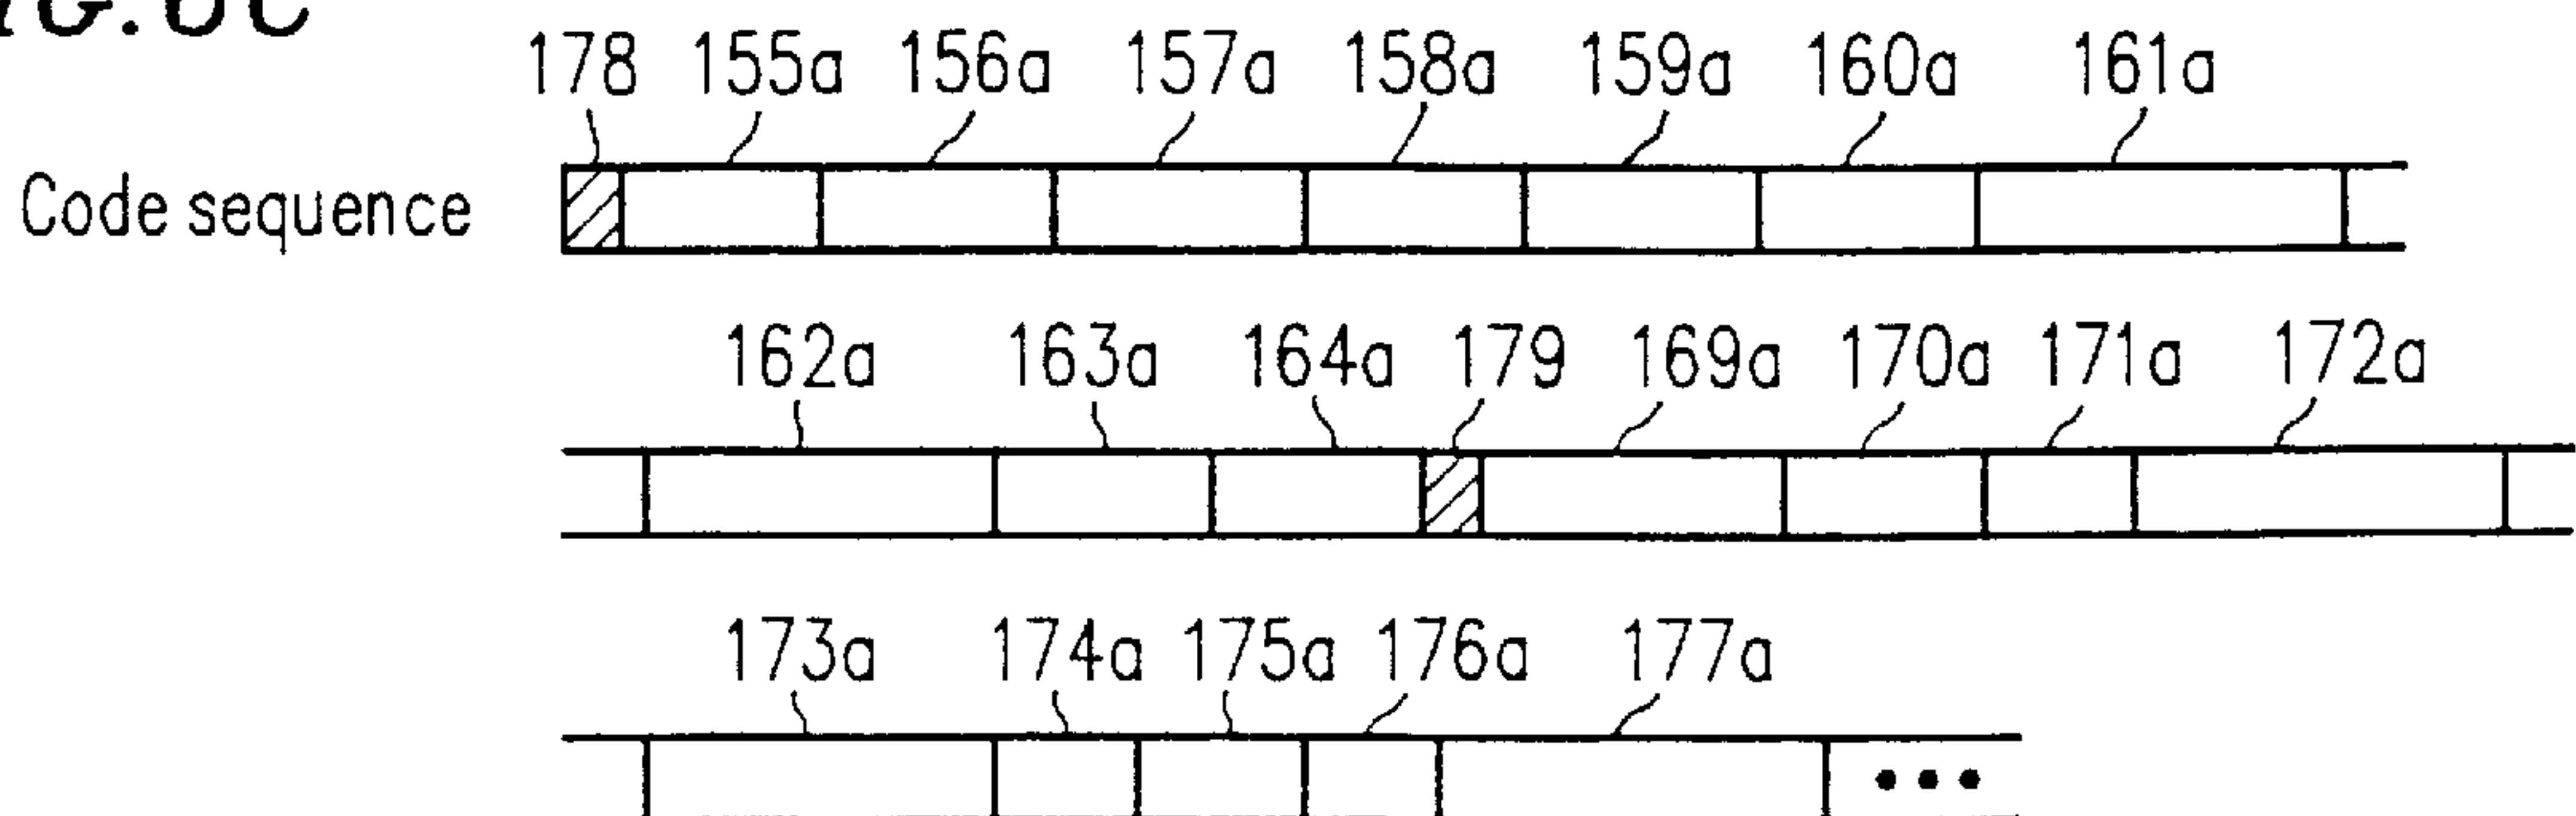 178 155a 156a 157a 158a 159a 160a 161a
Code sequence
162a 163a 164a 179 169a 170a 171a 172a
173a 174a 175a 176a 177a
•••